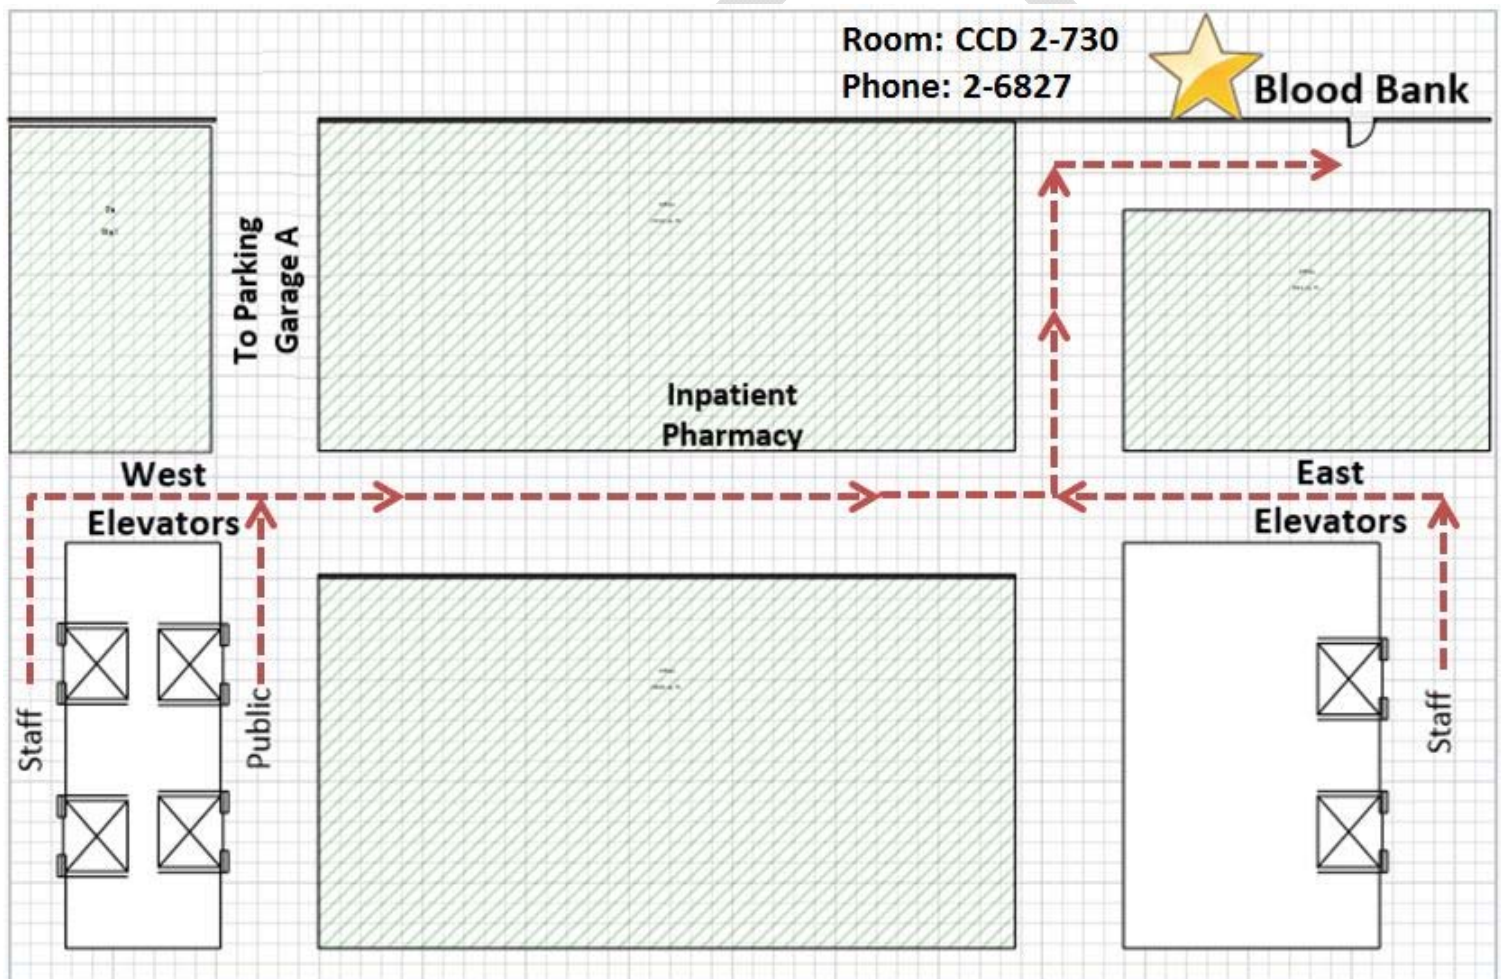 Room: CCD 2-730
Phone: 2-6827
Blood Bank
To Parking
Garage A
Inpatient
Pharmacy
West
Elevators
East
Elevators
Staff
Public
Staff